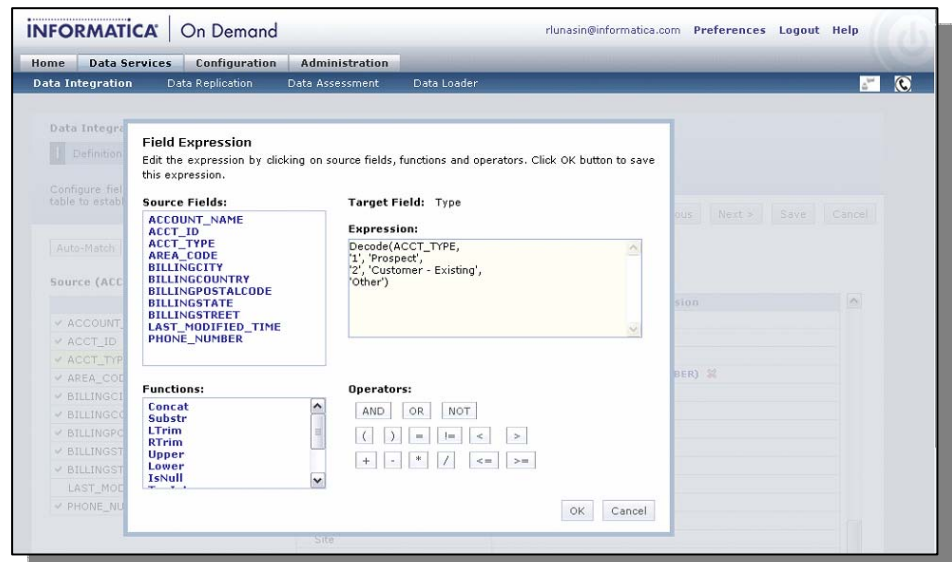 INFORMATICA On Demand
rlunasin@informatica.com Preferences Logout Help
Home Data Services Configuration Administration
Data Integration Data Replication Data Assessment Data Loader
Data Integra
Definition
Configure fiel
table to establ
ous Next > Save Cancel
Auto-Match
Source (ACC
sion
ACCOUNT_
ACCT_ID
ACCT_TYP
AREA_COD
BER)
BILLINGCI
BILLINGCO
BILLINGPO
BILLINGST
BILLINGST
LAST_MOD
PHONE_NU
Site
Field Expression
Edit the expression by clicking on source fields, functions and operators. Click OK button to save
this expression.
Source Fields:
ACCOUNT_NAME
ACCT_ID
ACCT_TYPE
AREA_CODE
BILLINGCITY
BILLINGCOUNTRY
BILLINGPOSTALCODE
BILLINGSTATE
BILLINGSTREET
LAST_MODIFIED_TIME
PHONE_NUMBER
Target Field: Type
Expression:
Decode(ACCT_TYPE,
'1', 'Prospect',
'2', 'Customer - Existing',
'Other')
Functions:
Concat
Substr
LTrim
RTrim
Upper
Lower
IsNull
Operators:
AND OR NOT
( ) = != < >
+ - * / <= >=
OK Cancel